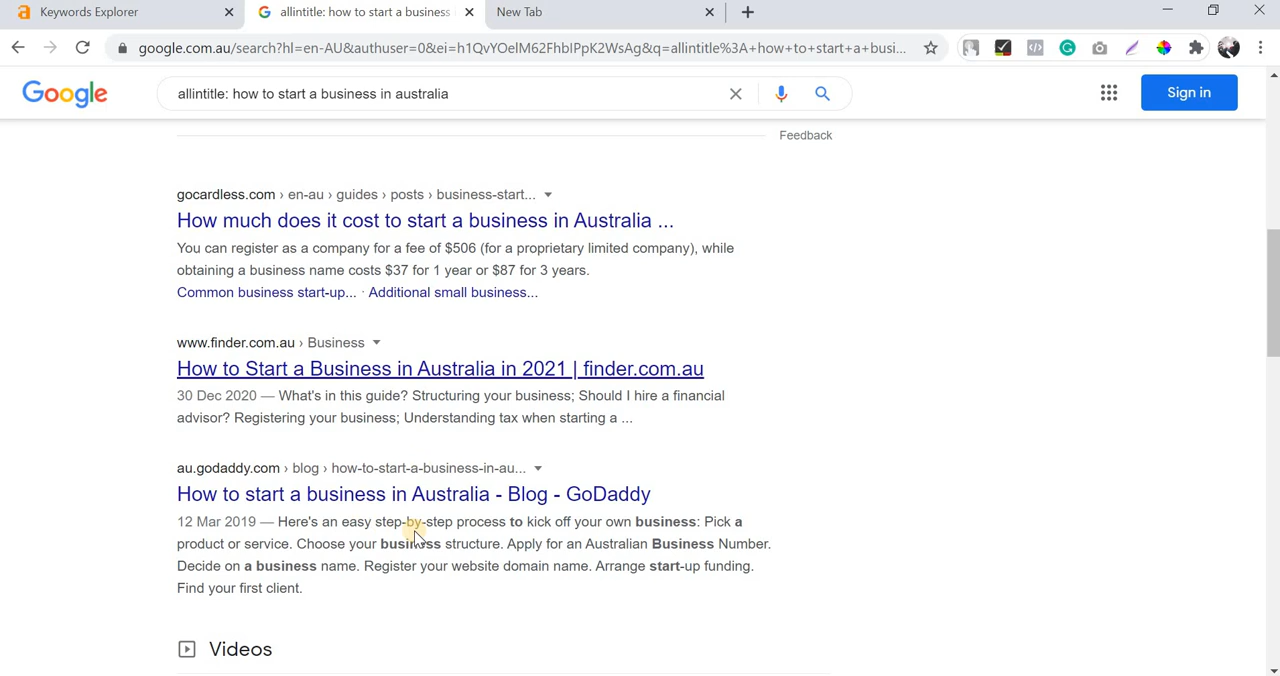 Keywords Explorer
allintitle: how to start a business
New Tab
google.com.au/search?hl=en-AU&authuser=0&ei=h1QvYOelM62FhbIPpK2WsAg&q=allintitle%3A+how+to+start+a+busi...
Google
allintitle: how to start a business in australia
Sign in
Feedback
gocardless.com › en-au › guides › posts › business-start...
How much does it cost to start a business in Australia ...
You can register as a company for a fee of $506 (for a proprietary limited company), while
obtaining a business name costs $37 for 1 year or $87 for 3 years.
Common business start-up... · Additional small business...
www.finder.com.au › Business
How to Start a Business in Australia in 2021 | finder.com.au
30 Dec 2020 — What's in this guide? Structuring your business; Should I hire a financial
advisor? Registering your business; Understanding tax when starting a ...
au.godaddy.com › blog › how-to-start-a-business-in-au...
How to start a business in Australia - Blog - GoDaddy
12 Mar 2019 — Here's an easy step-by-step process to kick off your own business: Pick a
product or service. Choose your business structure. Apply for an Australian Business Number.
Decide on a business name. Register your website domain name. Arrange start-up funding.
Find your first client.
Videos